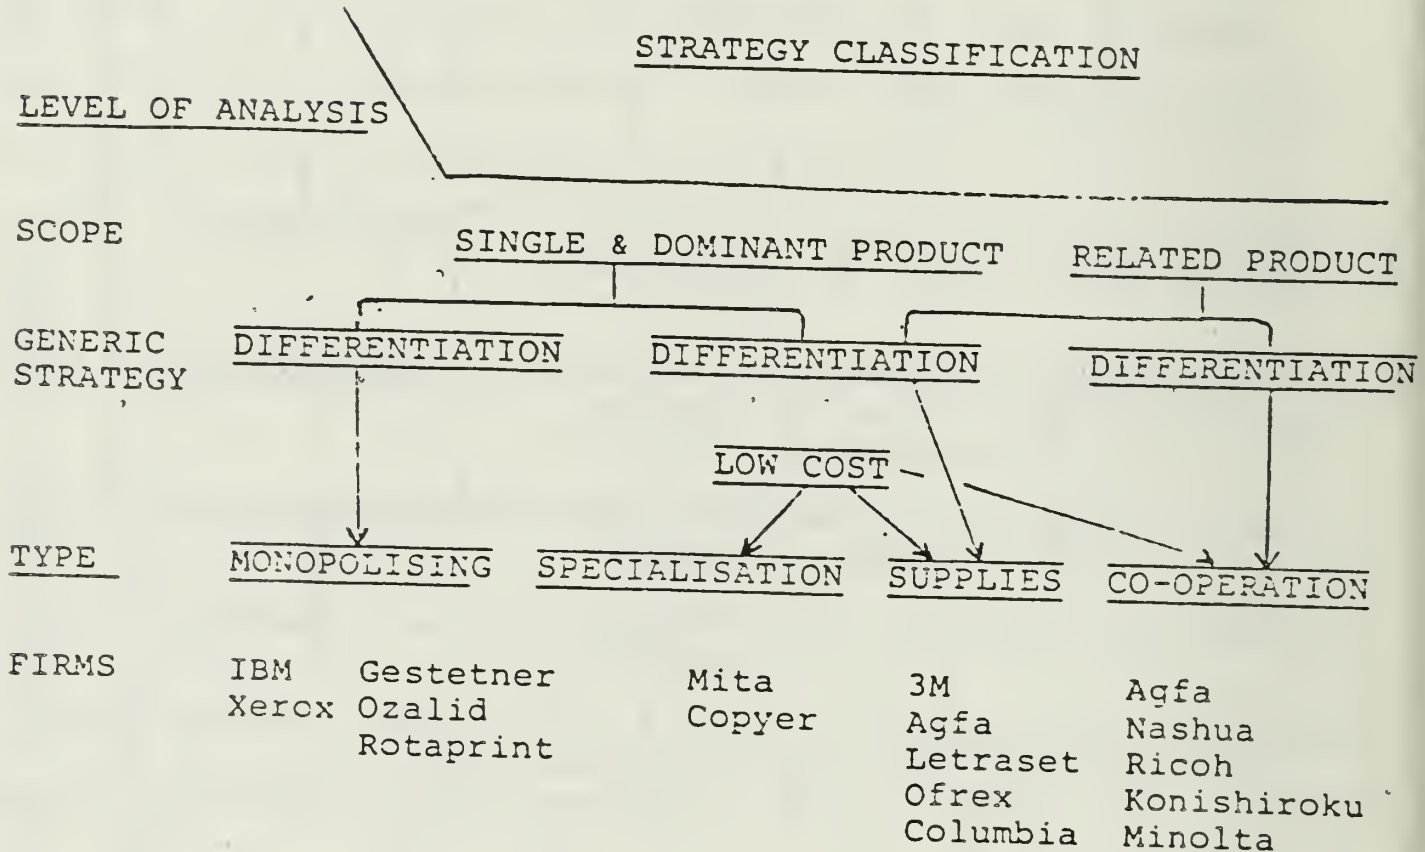 STRATEGY CLASSIFICATION
LEVEL OF ANALYSIS
SCOPE
SINGLE & DOMINANT PRODUCT
RELATED PRODUCT
GENERIC
STRATEGY
DIFFERENTIATION
DIFFERENTIATION
DIFFERENTIATION
LOW COST
TYPE
MONOPOLISING
SPECIALISATION
SUPPLIES
CO-OPERATION
FIRMS
IBM Gestetner Mita 3M Agfa
Xerox Ozalid Copyer Agfa Nashua
Rotaprint Letraset Ricoh
Ofrex Konishiroku
Columbia Minolta